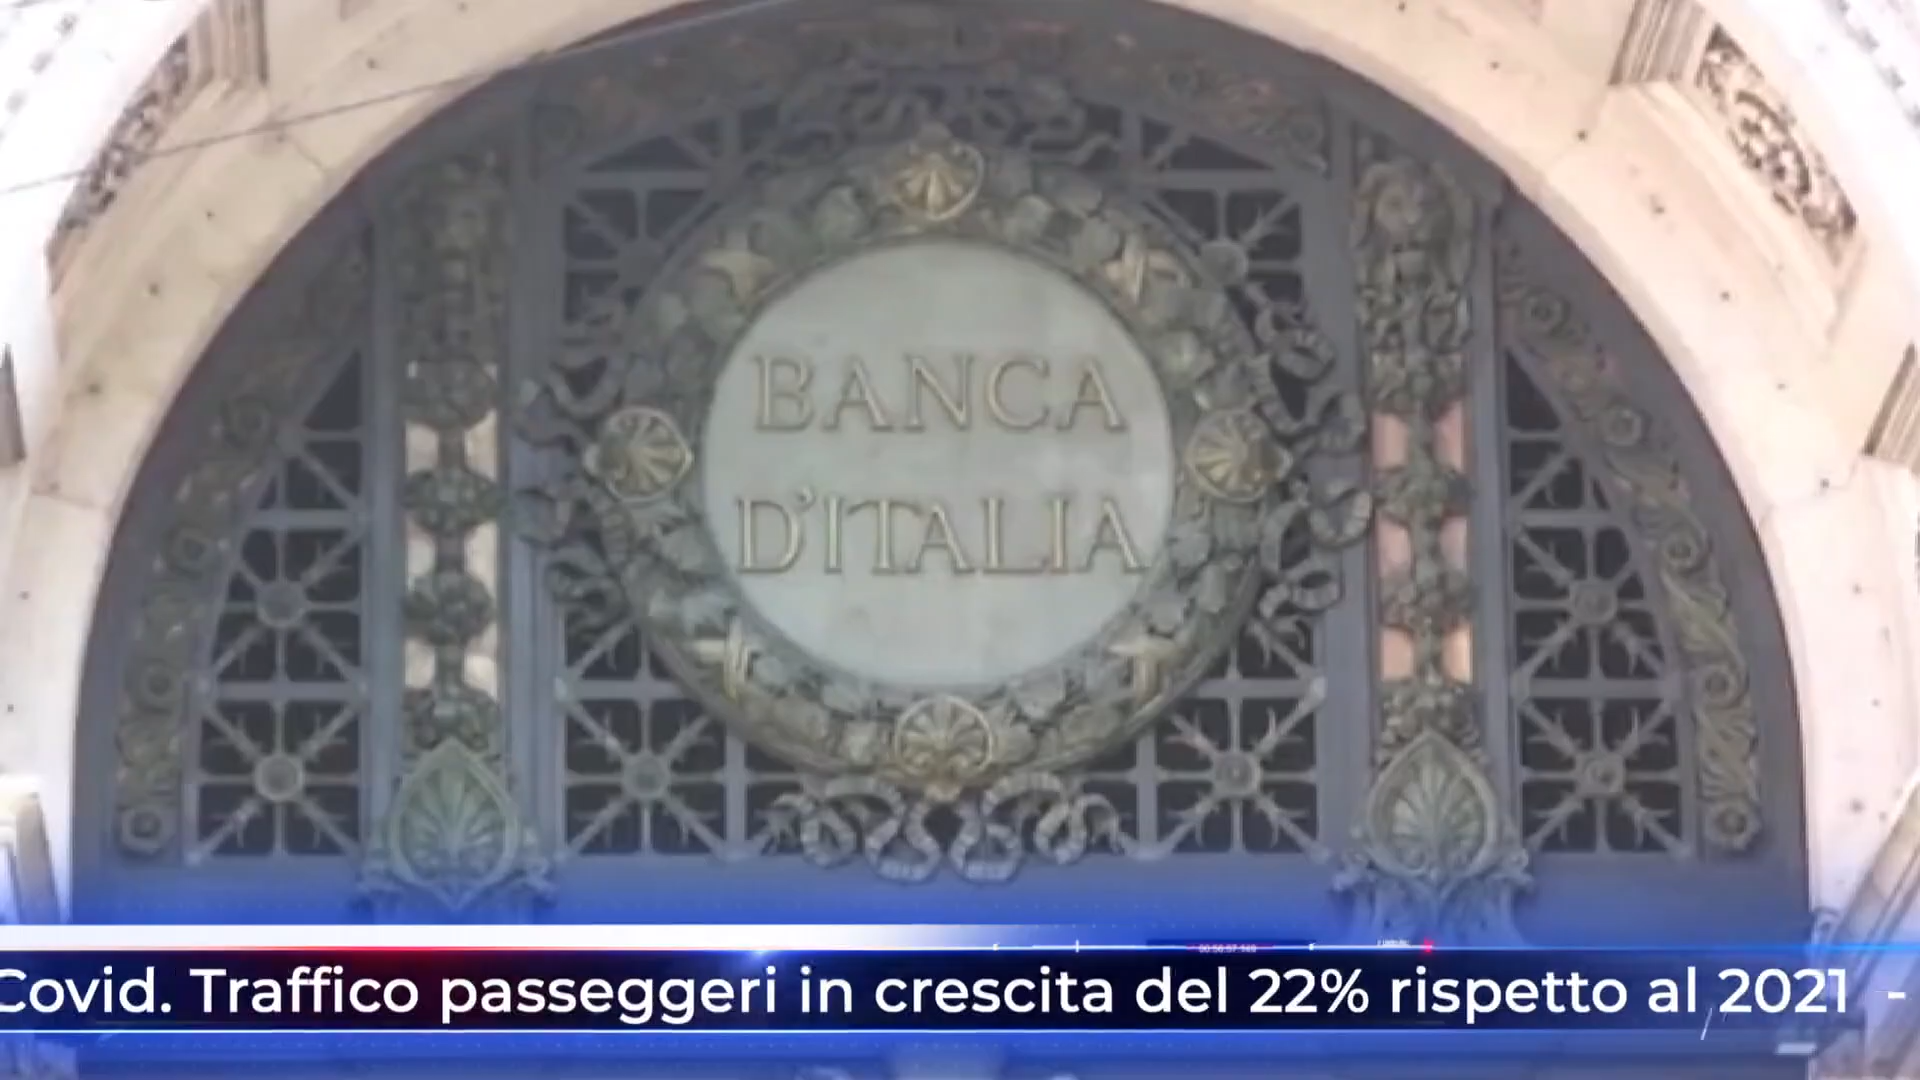 BANCA
D'ITALIA
Covid. Traffico passeggeri in crescita del 22% rispetto al 2021 -